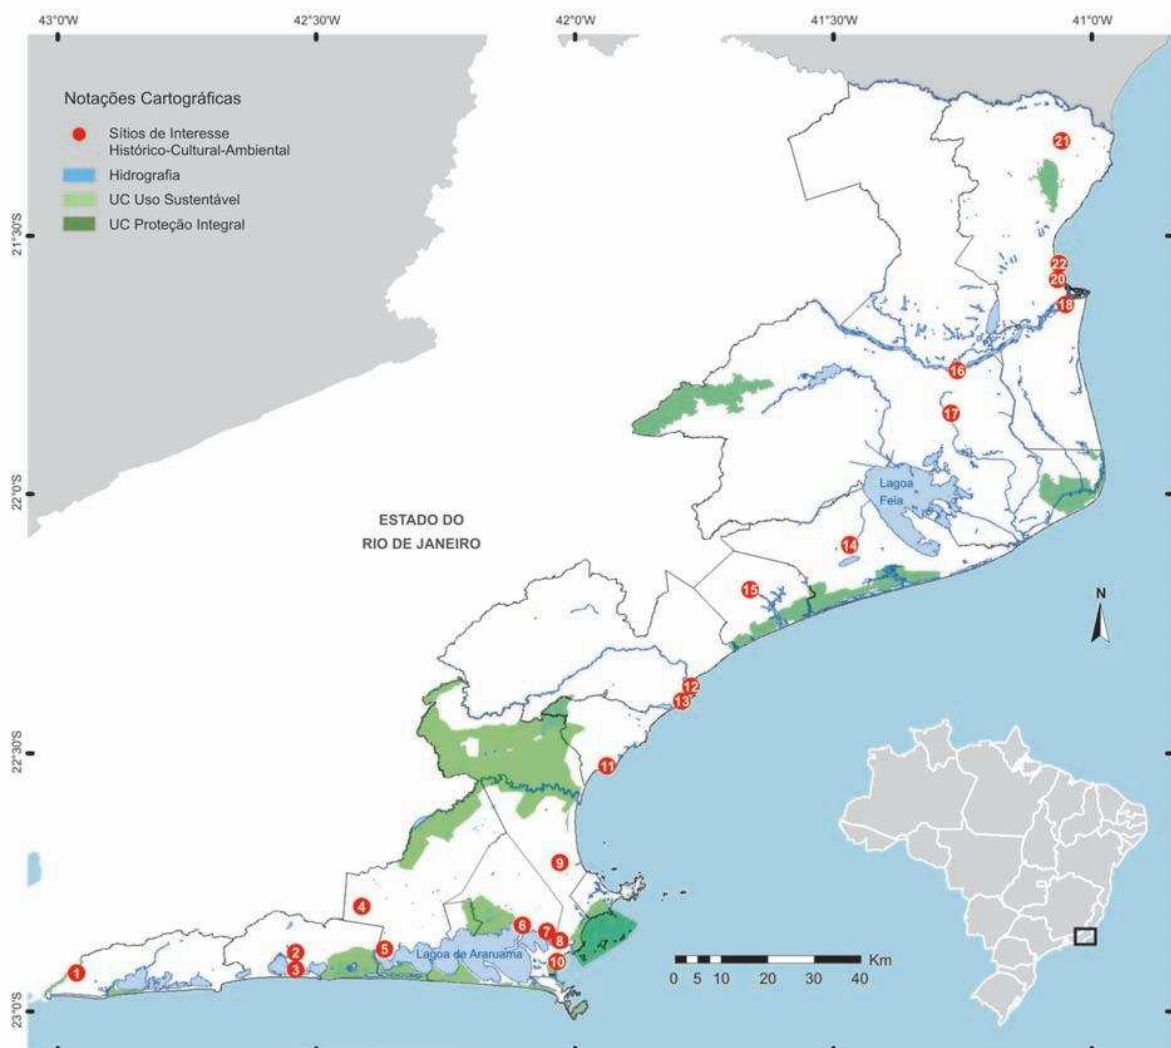 43°0'W
42°30'W
42°0'W
41°30'W
41°0'W
Notações Cartográficas
Sítios de Interesse
Histórico-Cultural-Ambiental
Hidrografia
UC Uso Sustentável
UC Proteção Integral
21°30'S
22°0'S
22°30'S
23°0'S
21
22
20
18
16
17
Lagoa
Feia
ESTADO DO
RIO DE JANEIRO
14
15
N
12
13
11
9
4
6
7
8
5
2
Lagoa de Araruama
10
3
1
Km
0 5 10 20 30 40